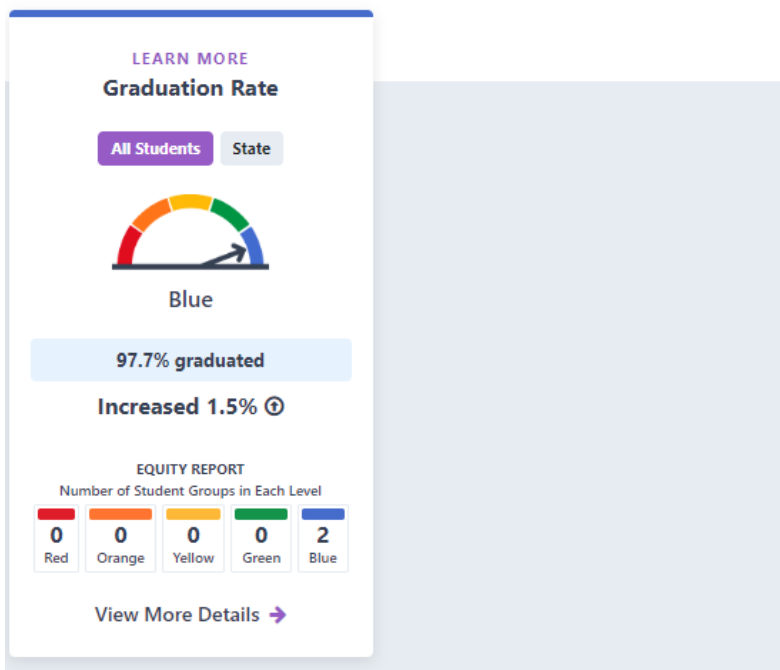 LEARN MORE
Graduation Rate
All Students State
Blue
97.7% graduated
Increased 1.5%
EQUITY REPORT
Number of Student Groups in Each Level
0 0 0 0 2
Red Orange Yellow Green Blue
View More Details